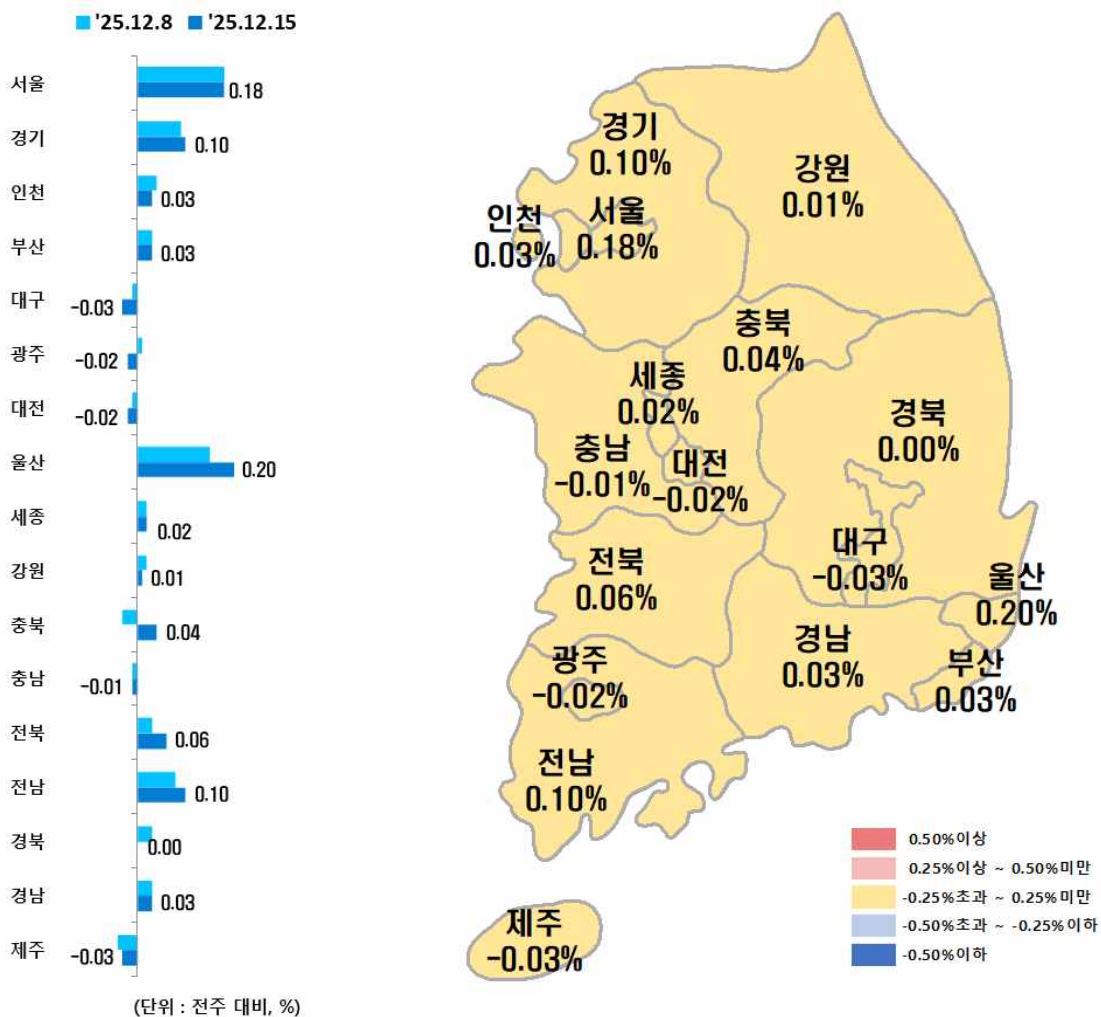 '25.12.8 '25.12.15
서울 0.18
경기 0.10
인천 0.03
부산 0.03
대구 -0.03
광주 -0.02
대전 -0.02
울산 0.20
세종 0.02
강원 0.01
충북 0.04
충남 -0.01
전북 0.06
전남 0.10
경북 0.00
경남 0.03
제주 -0.03
(단위 : 전주 대비, %)
경기
0.10%
강원
0.01%
인천
0.03%
서울
0.18%
충북
0.04%
세종
0.02%
경북
0.00%
충남
-0.01%
대전
-0.02%
대구
-0.03%
전북
0.06%
울산
0.20%
경남
0.03%
부산
0.03%
광주
-0.02%
전남
0.10%
제주
-0.03%
0.50%이상
0.25%이상 ~ 0.50%미만
-0.25%초과 ~ 0.25%미만
-0.50%초과 ~ -0.25%이하
-0.50%이하